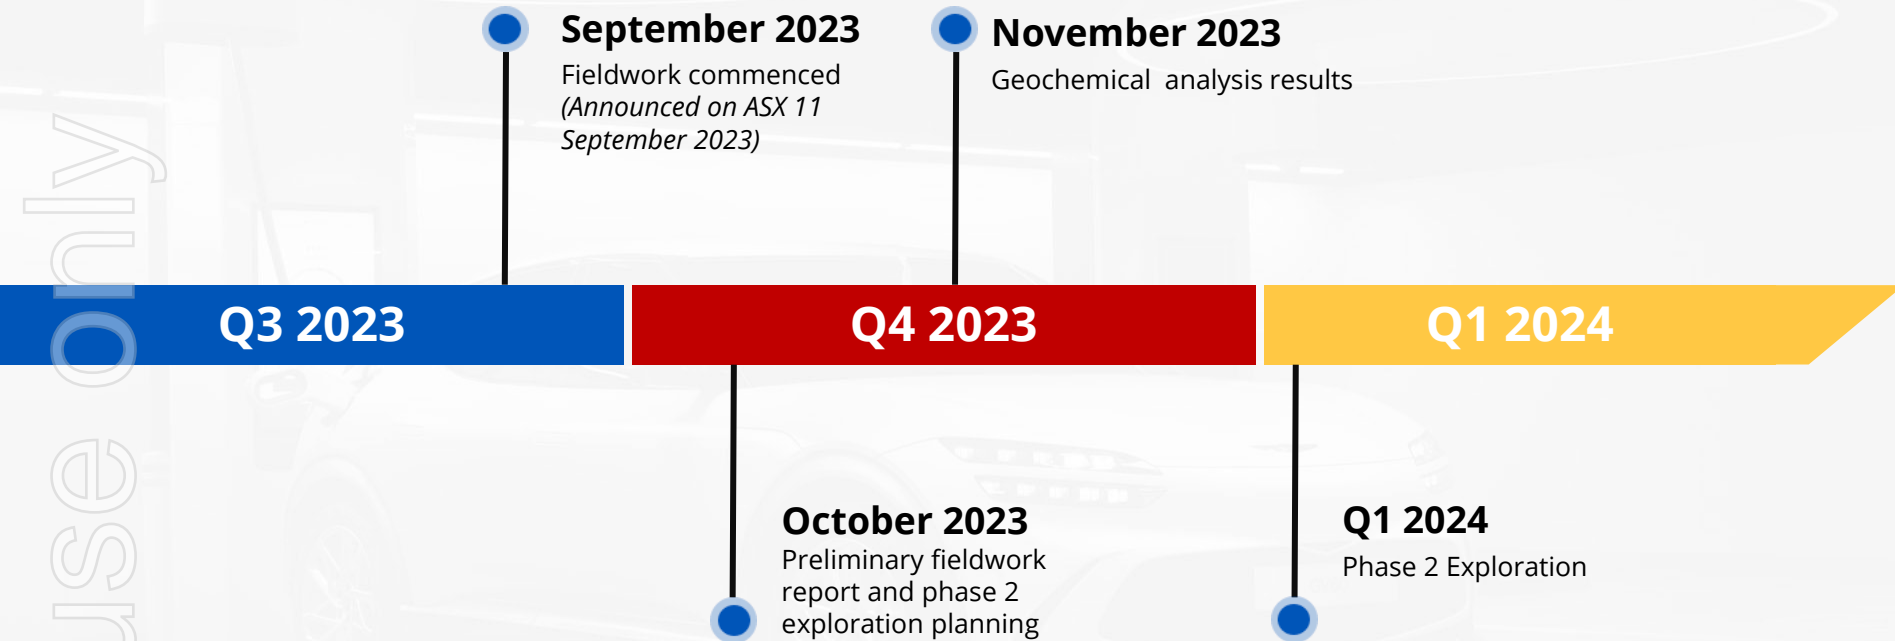 September 2023
Fieldwork commenced
(Announced on ASX 11
September 2023)
November 2023
Geochemical  analysis results
Q3 2023
Q4 2023
Q1 2024
October 2023
Preliminary fieldwork
report and phase 2
exploration planning
Q1 2024
Phase 2 Exploration
use only